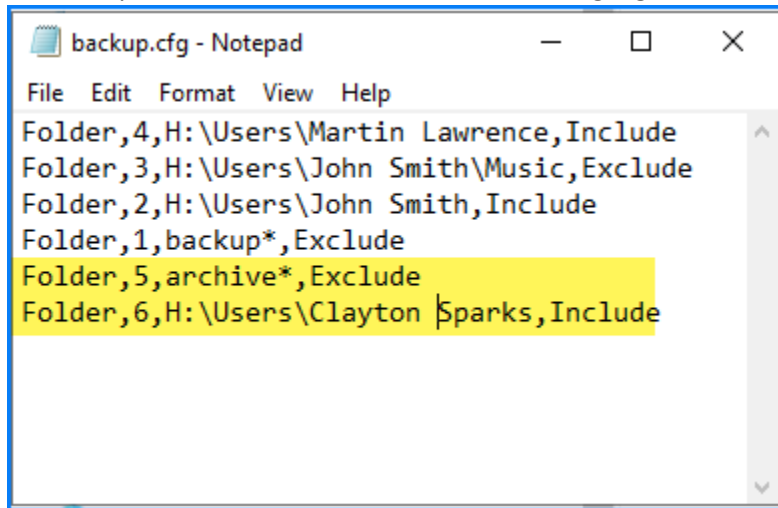 backup.cfg - Notepad
File Edit Format View Help
Folder,4,H:\Users\Martin Lawrence,Include
Folder,3,H:\Users\John Smith\Music,Exclude
Folder,2,H:\Users\John Smith,Include
Folder,1,backup*,Exclude
Folder,5,archive*,Exclude
Folder,6,H:\Users\Clayton Sparks,Include